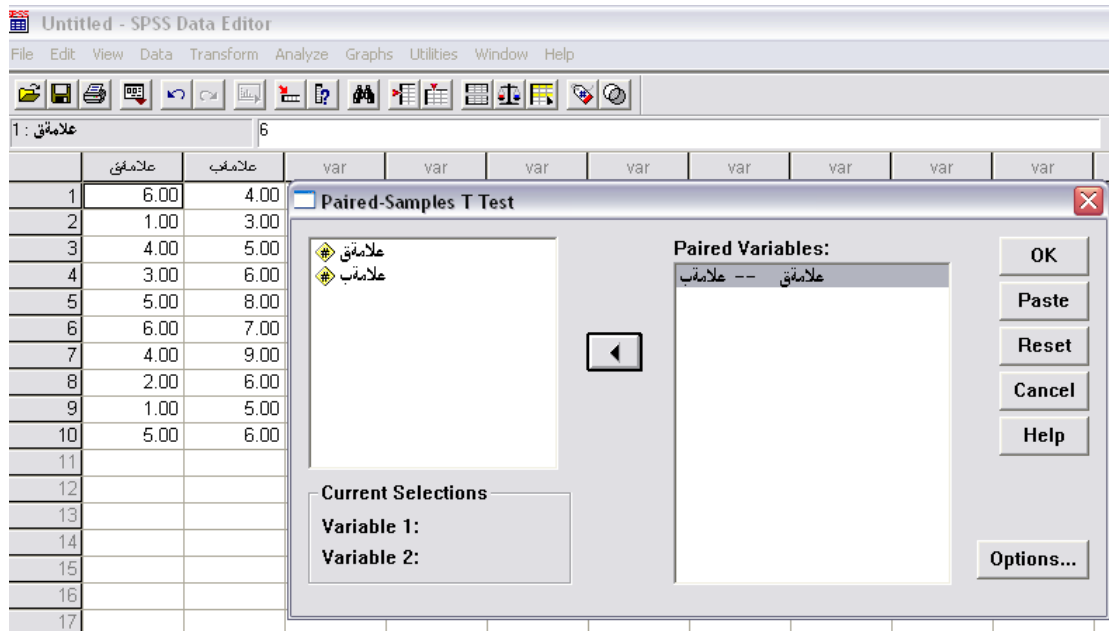 Untitled - SPSS Data Editor
File Edit View Data Transform Analyze Graphs Utilities Window Help
1 : علامةق 6
علامةق علامةب var var var var var var var var
1 6.00 4.00
2 1.00 3.00
3 4.00 5.00
4 3.00 6.00
5 5.00 8.00
6 6.00 7.00
7 4.00 9.00
8 2.00 6.00
9 1.00 5.00
10 5.00 6.00
11
12
13
14
15
16
17
Paired-Samples T Test
علامةق
علامةب
Paired Variables:
علامةق -- علامةب
OK
Paste
Reset
Cancel
Help
Current Selections
Variable 1:
Variable 2:
Options...